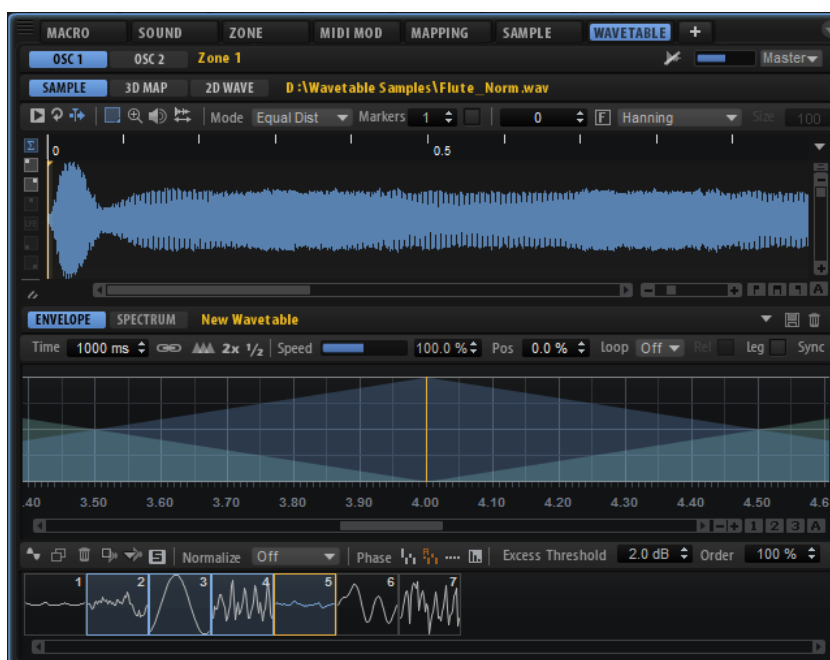 MACRO SOUND ZONE MIDI MOD MAPPING SAMPLE WAVETABLE +
OSC 1 OSC 2 Zone 1 Master
SAMPLE 3D MAP 2D WAVE D:\Wavetable Samples\Flute_Norm.wav
Mode Equal Dist Markers 1 0 F Hanning Size 100
Σ 0 0.5
A
ENVELOPE SPECTRUM New Wavetable
Time 1000 ms 2x 1/2 Speed 100.0 % Pos 0.0 % Loop Off Rel Leg Sync
.40 3.50 3.60 3.70 3.80 3.90 4.00 4.10 4.20 4.30 4.40 4.50 4.6
1 2 3 A
S Normalize Off Phase Excess Threshold 2.0 dB Order 100 %
1 2 3 4 5 6 7